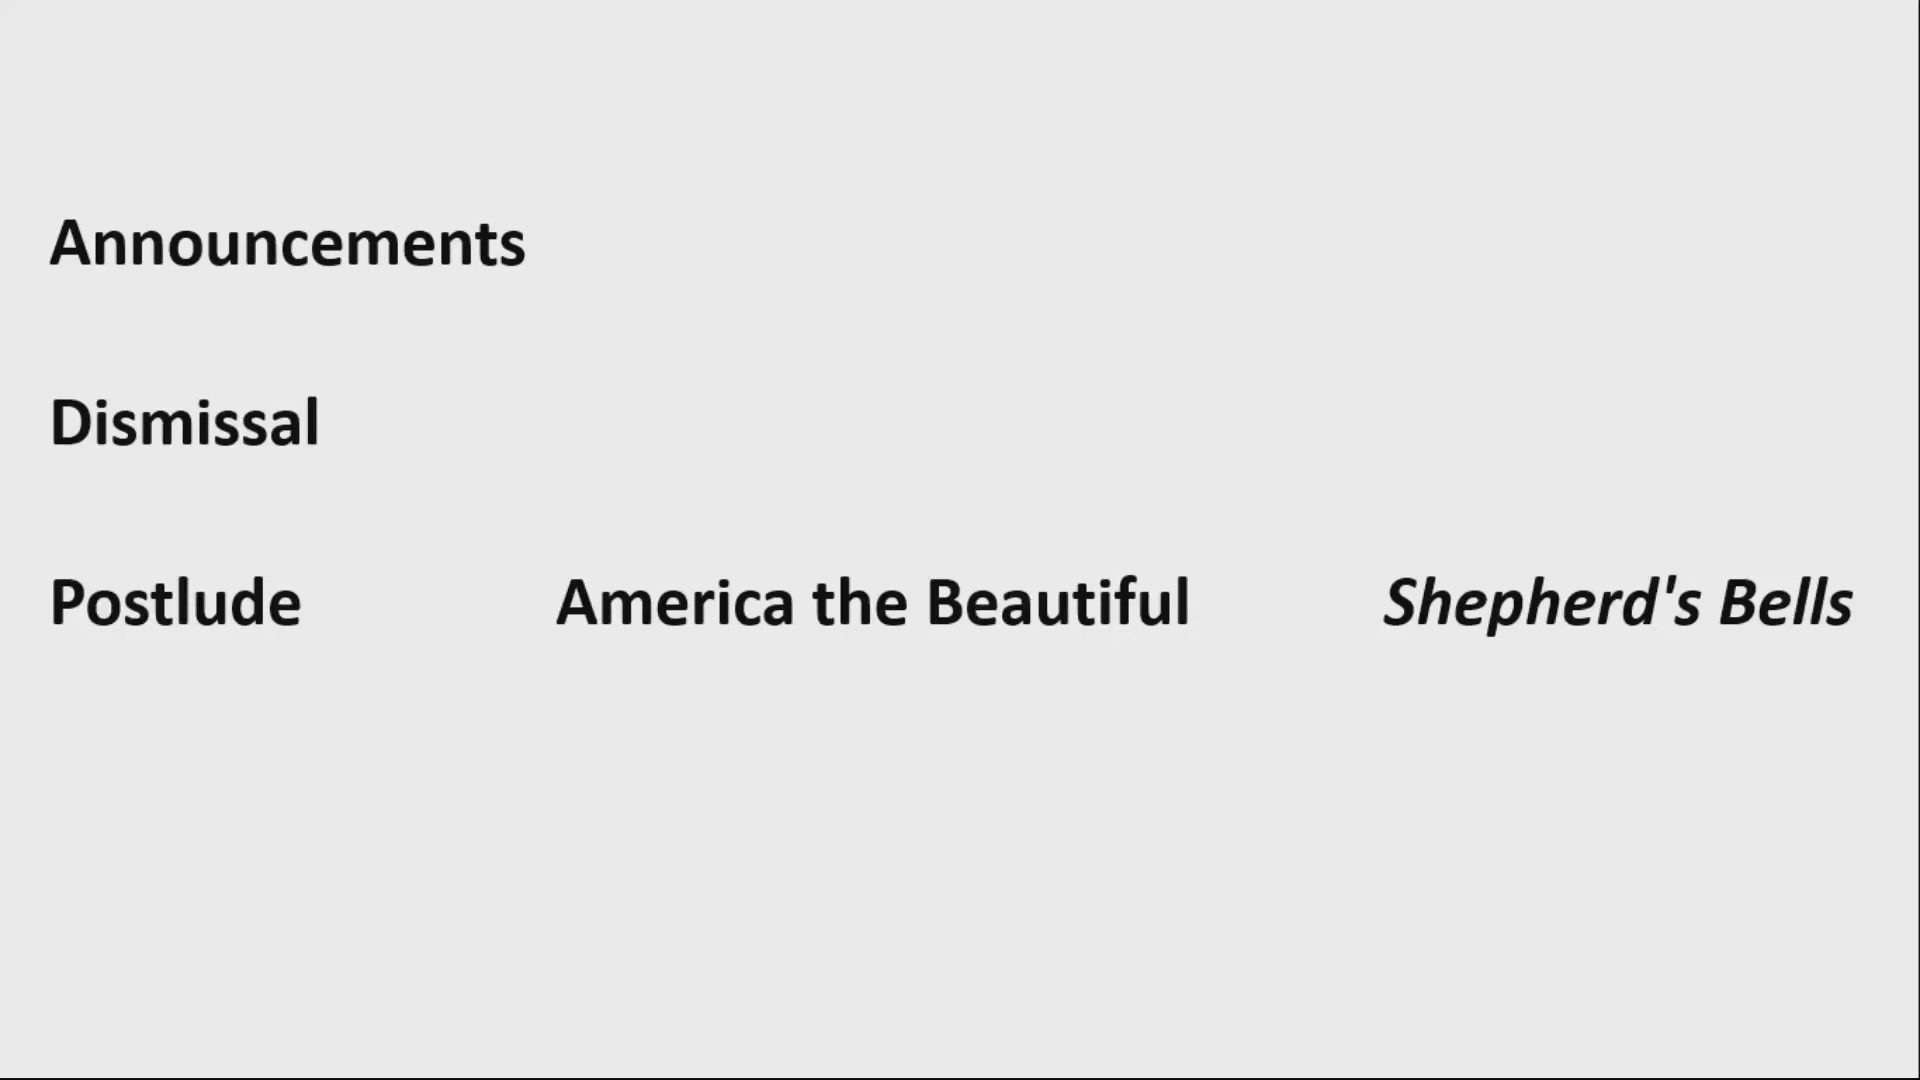 Announcements
Dismissal
Postlude America the Beautiful Shepherd's Bells